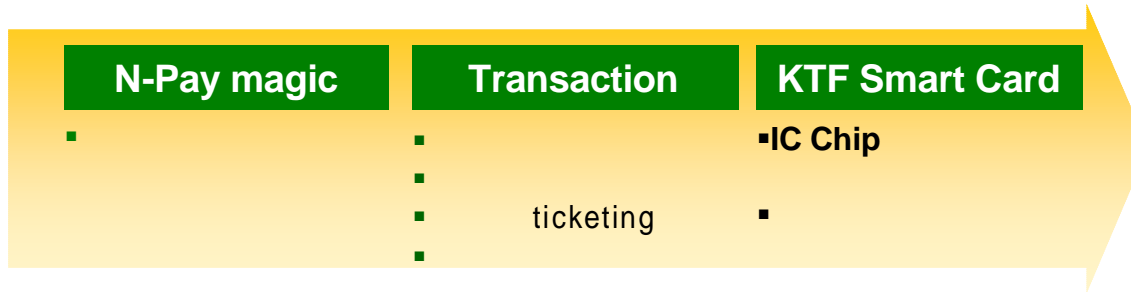 N-Pay magic
▪
Transaction
▪
▪
▪ ticketing
▪
KTF Smart Card
▪IC Chip
▪